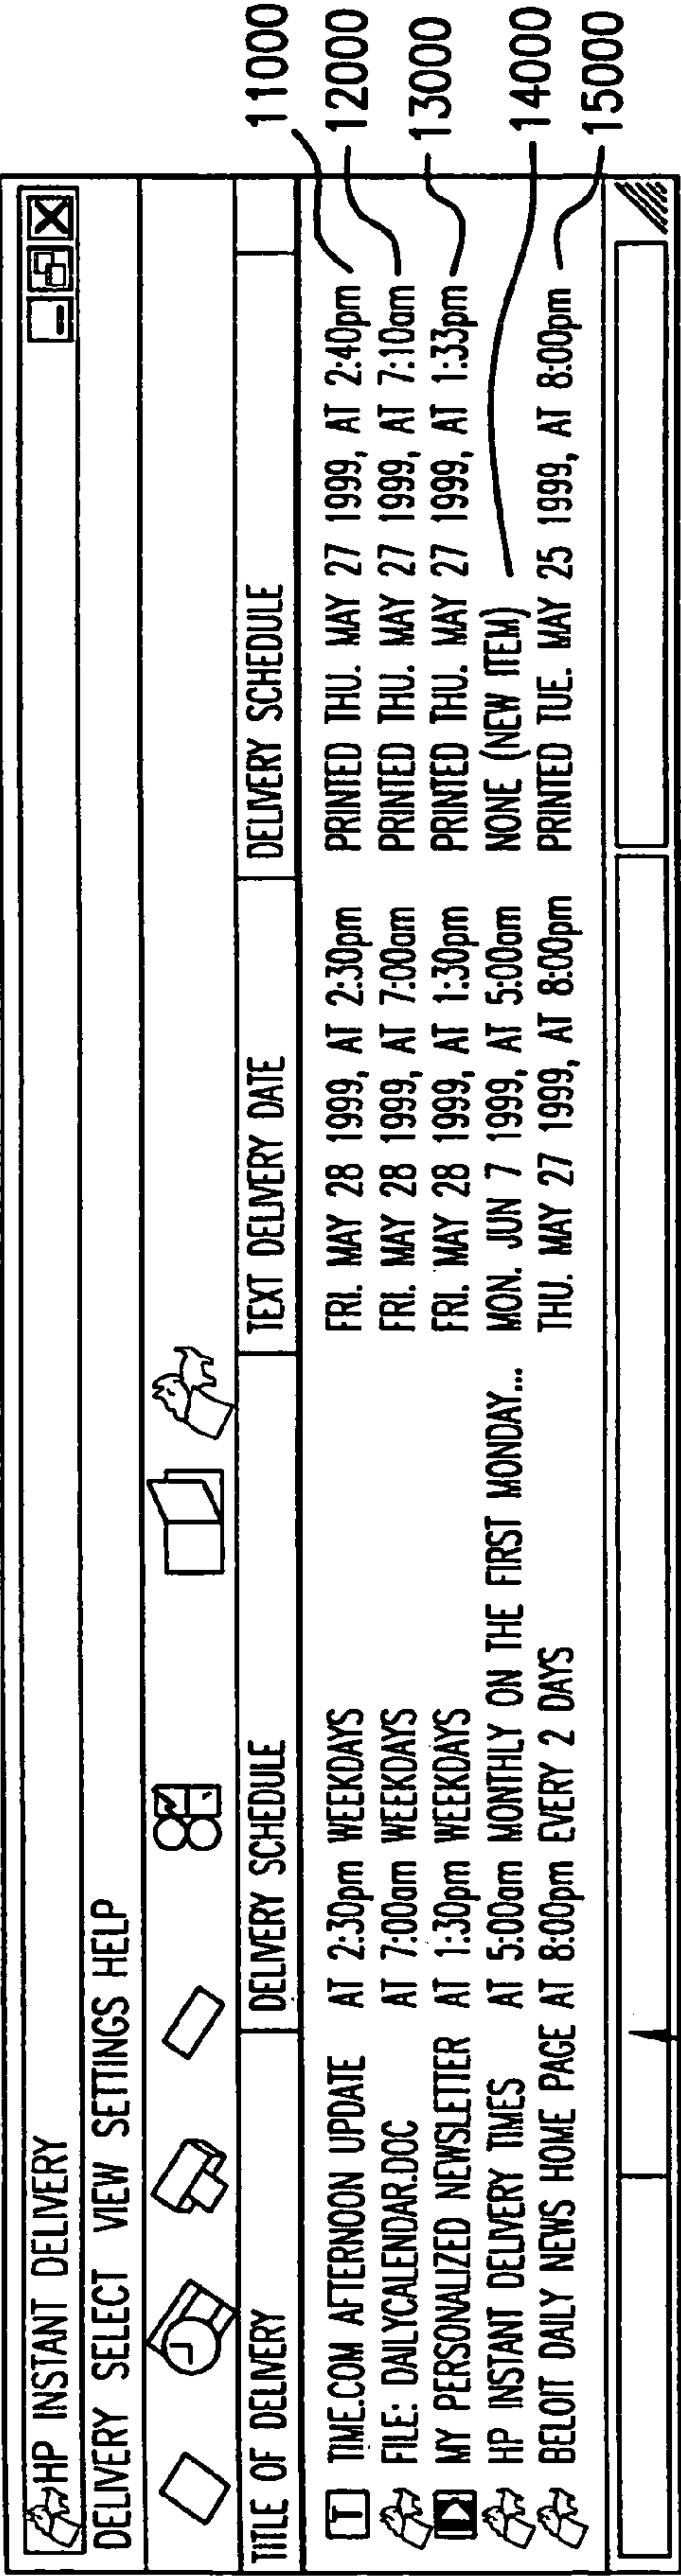 HP INSTANT DELIVERY
DELIVERY SELECT VIEW SETTINGS HELP
TITLE OF DELIVERY DELIVERY SCHEDULE TEXT DELIVERY DATE DELIVERY SCHEDULE
T TIME.COM AFTERNOON UPDATE AT 2:30pm WEEKDAYS FRI. MAY 28 1999, AT 2:30pm PRINTED THU. MAY 27 1999, AT 2:40pm 11000
FILE: DAILYCALENDAR.DOC AT 7:00am WEEKDAYS FRI. MAY 28 1999, AT 7:00am PRINTED THU. MAY 27 1999, AT 7:10am 12000
MY PERSONALIZED NEWSLETTER AT 1:30pm WEEKDAYS FRI. MAY 28 1999, AT 1:30pm PRINTED THU. MAY 27 1999, AT 1:33pm 13000
HP INSTANT DELIVERY TIMES AT 5:00am MONTHLY ON THE FIRST MONDAY... MON. JUN 7 1999, AT 5:00am NONE (NEW ITEM) 14000
BELOIT DAILY NEWS HOME PAGE AT 8:00pm EVERY 2 DAYS THU. MAY 27 1999, AT 8:00pm PRINTED TUE. MAY 25 1999, AT 8:00pm 15000